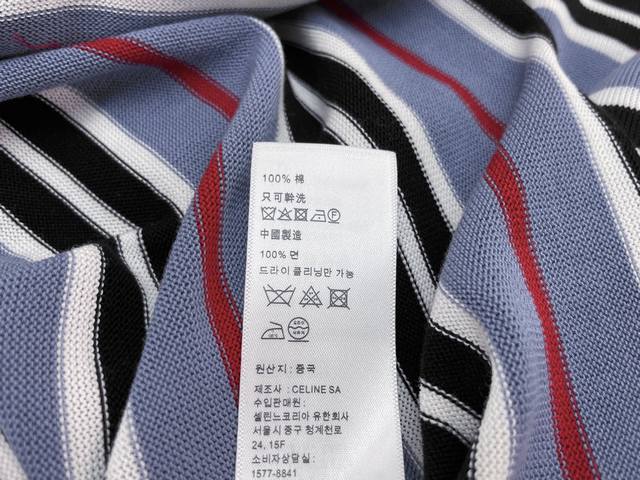 100% 棉
只可幹洗
中國製造
100% 면
드라이 클리닝만 가능
원산지 : 중국
제조사 : CELINE SA
수입판매원 :
셀린느코리아 유한회사
서울시 중구 청계천로
24, 15F
소비자상담실:
1577-8841